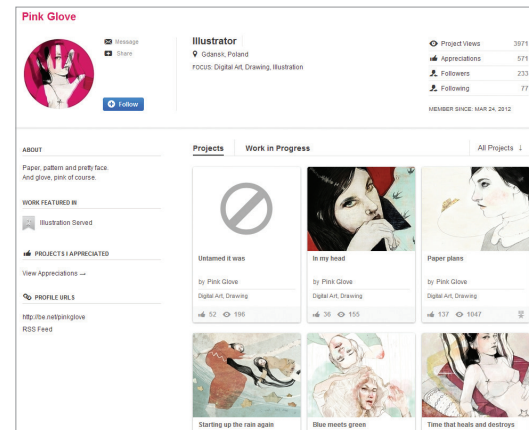 Pink Glove
Message
Share
Follow
Illustrator
Gdansk, Poland
FOCUS: Digital Art, Drawing, Illustration
Project Views 3971
Appreciations 571
Followers 233
Following 77
MEMBER SINCE: MAR 24, 2012
ABOUT
Paper, pattern and pretty face.
And glove, pink of course.
WORK FEATURED IN
Illustration Served
PROJECTS I APPRECIATED
View Appreciations →
PROFILE URLS
http://be.net/pinkglove
RSS Feed
Projects Work in Progress All Projects ↓
Untamed it was
by Pink Glove
Digital Art, Drawing
52 196
In my head
by Pink Glove
Digital Art, Drawing
36 155
Paper plans
by Pink Glove
Digital Art, Drawing
137 1047
Starting up the rain again
Blue meets green
Time that heals and destroys